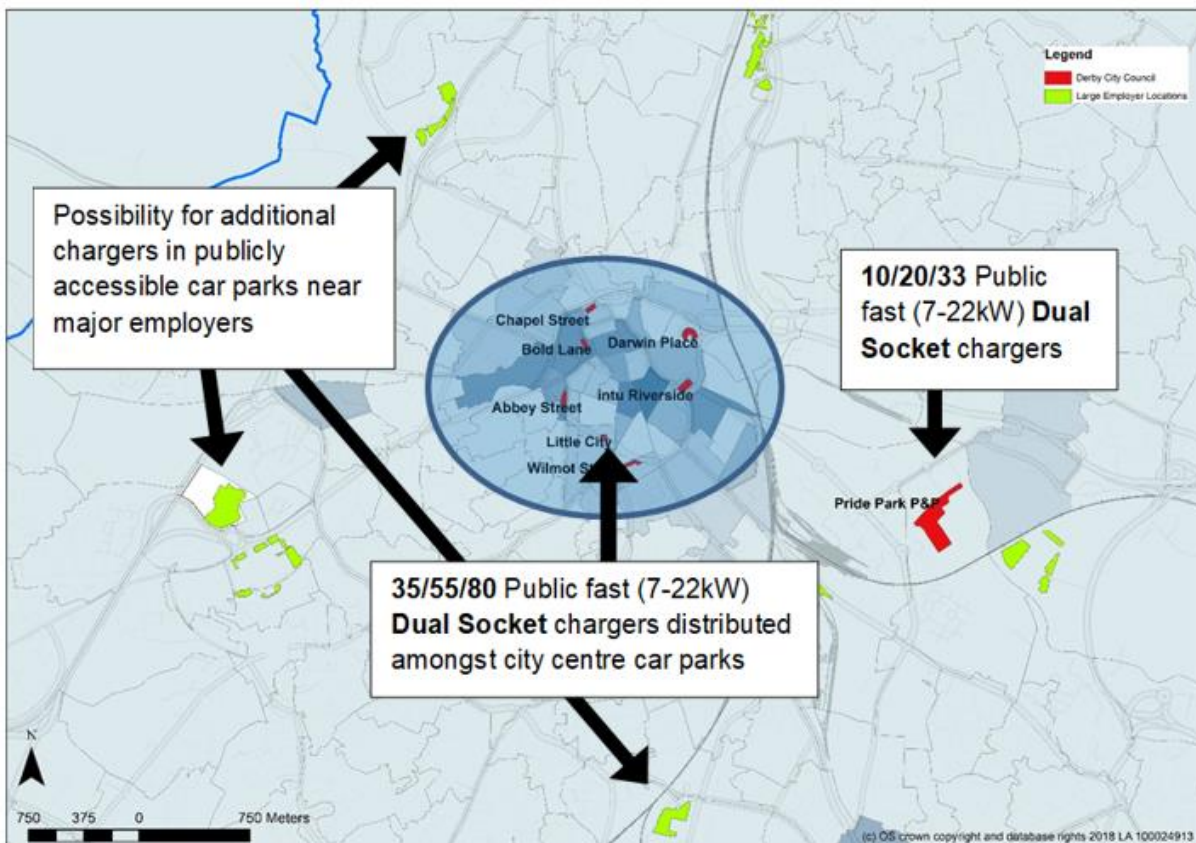 Legend
Derby City Council
Large Employer Locations
Possibility for additional
chargers in publicly
accessible car parks near
major employers
10/20/33 Public
fast (7-22kW) Dual
Socket chargers
Chapel Street
Bold Lane
Darwin Place
Abbey Street
intu Riverside
Little City
Wilmot
Pride Park P&R
35/55/80 Public fast (7-22kW)
Dual Socket chargers distributed
amongst city centre car parks
N
750 375 0 750 Meters
(c) OS crown copyright and database rights 2018 LA 100024913